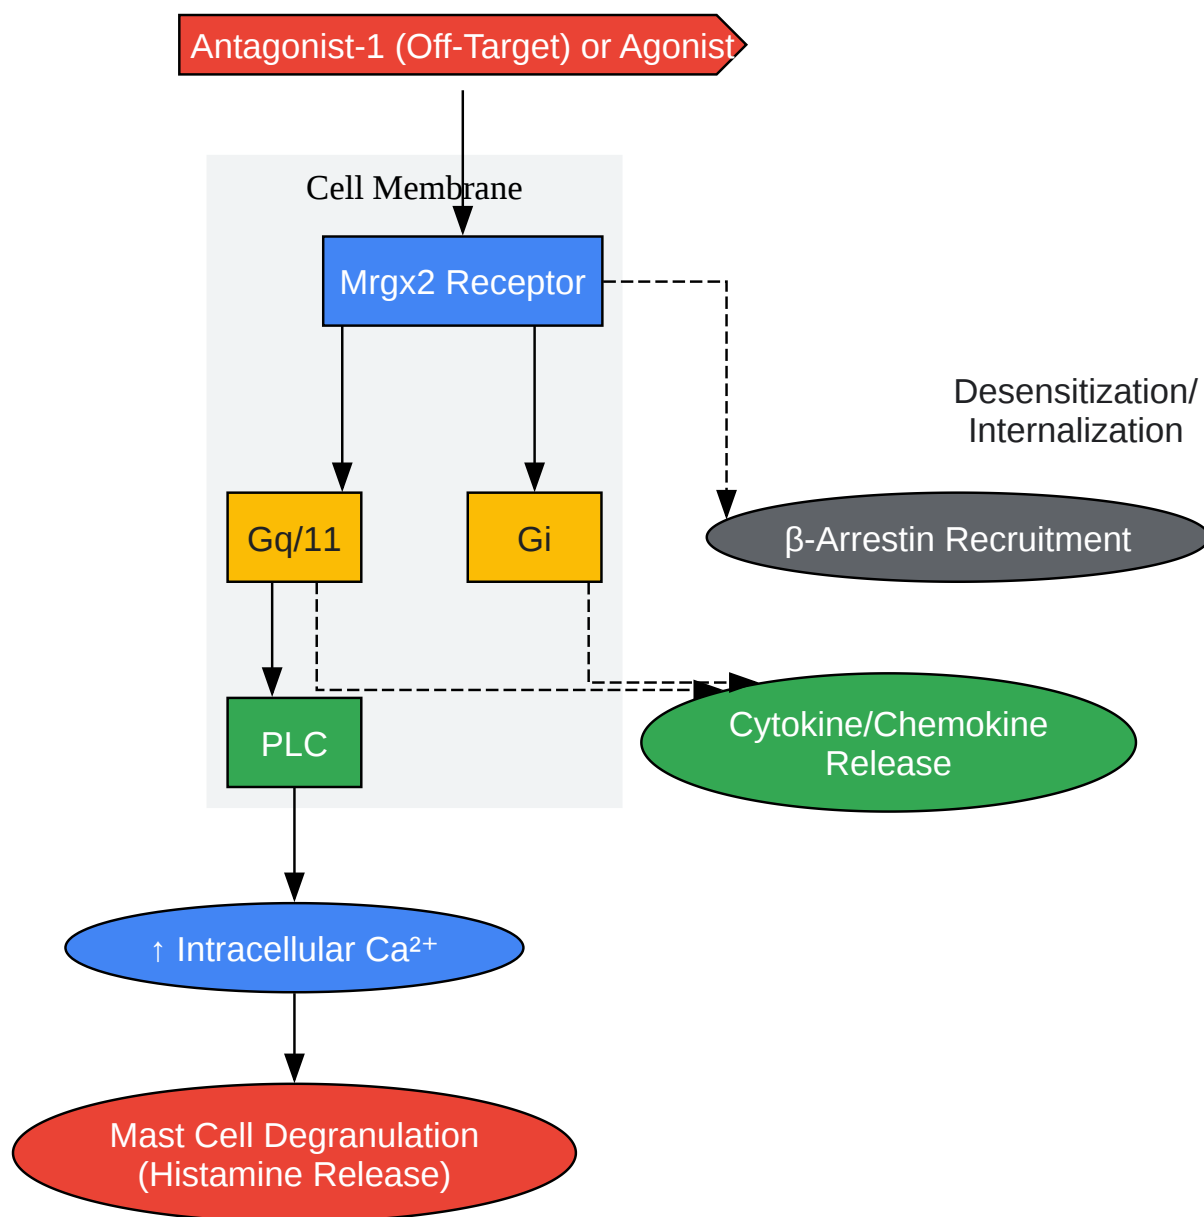 Antagonist-1 (Off-Target) or Agonist
Cell Membrane
Mrgx2 Receptor
Desensitization/
Internalization
Gq/11
Gi
β-Arrestin Recruitment
PLC
Cytokine/Chemokine
Release
↑ Intracellular Ca²⁺
Mast Cell Degranulation
(Histamine Release)